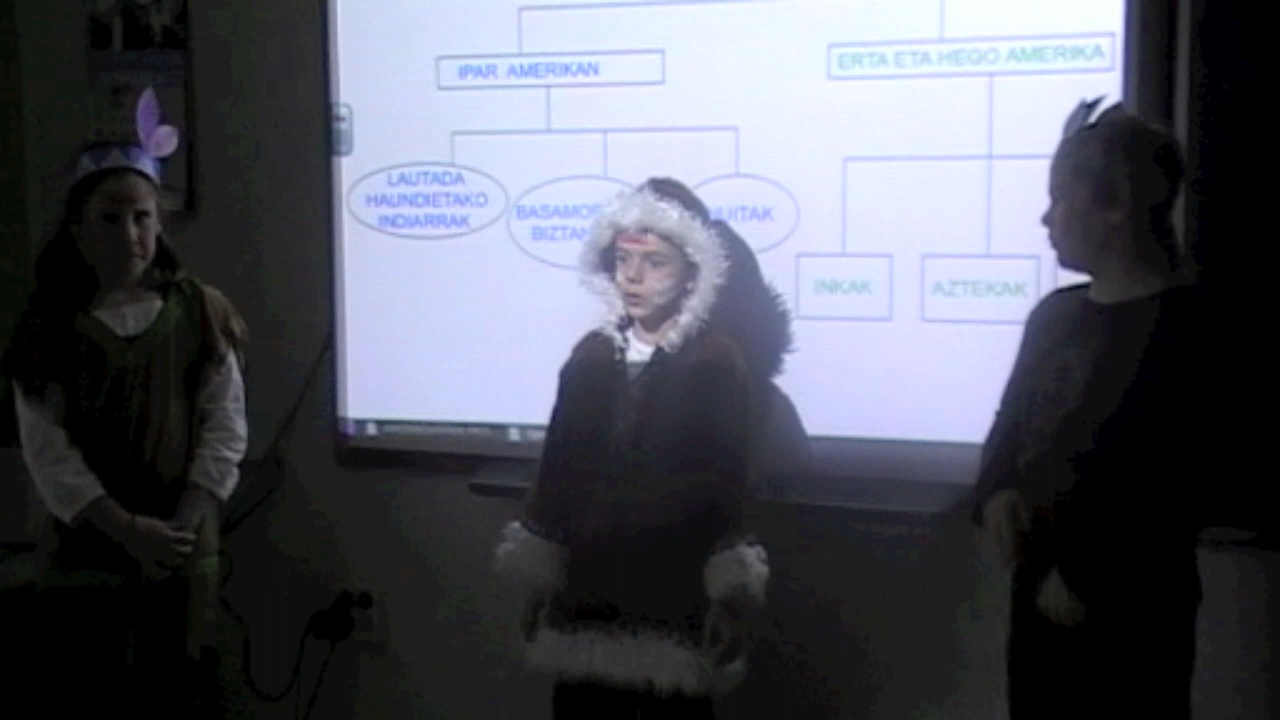 IPAR AMERIKAN
ERTA ETA HEGO AMERIKA
LAUTADA
HAUNDIETAKO
INDIARRAK
INKAK
AZTEKAK